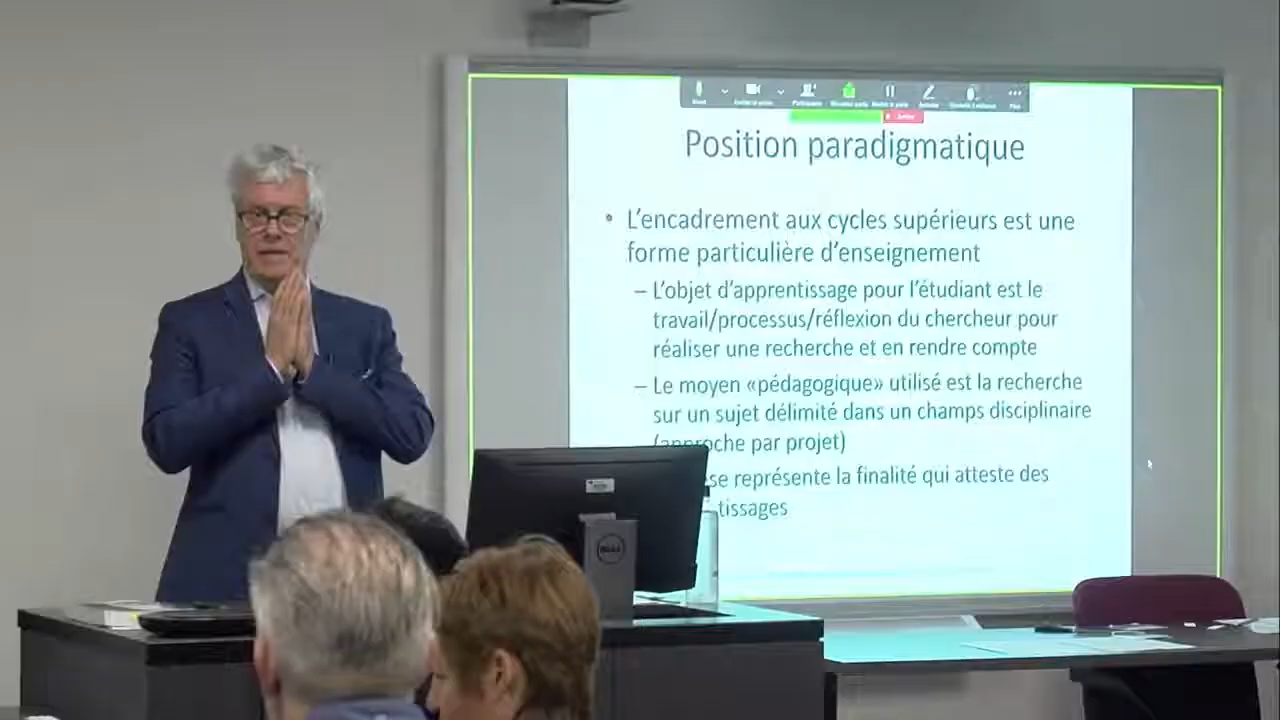 Position paradigmatique
• L'encadrement aux cycles supérieurs est une
forme particulière d'enseignement
– L'objet d'apprentissage pour l'étudiant est le
travail/processus/réflexion du chercheur pour
réaliser une recherche et en rendre compte
– Le moyen «pédagogique» utilisé est la recherche
sur un sujet délimité dans un champs disciplinaire
(approche par projet)
se représente la finalité qui atteste des
tissages
DELL